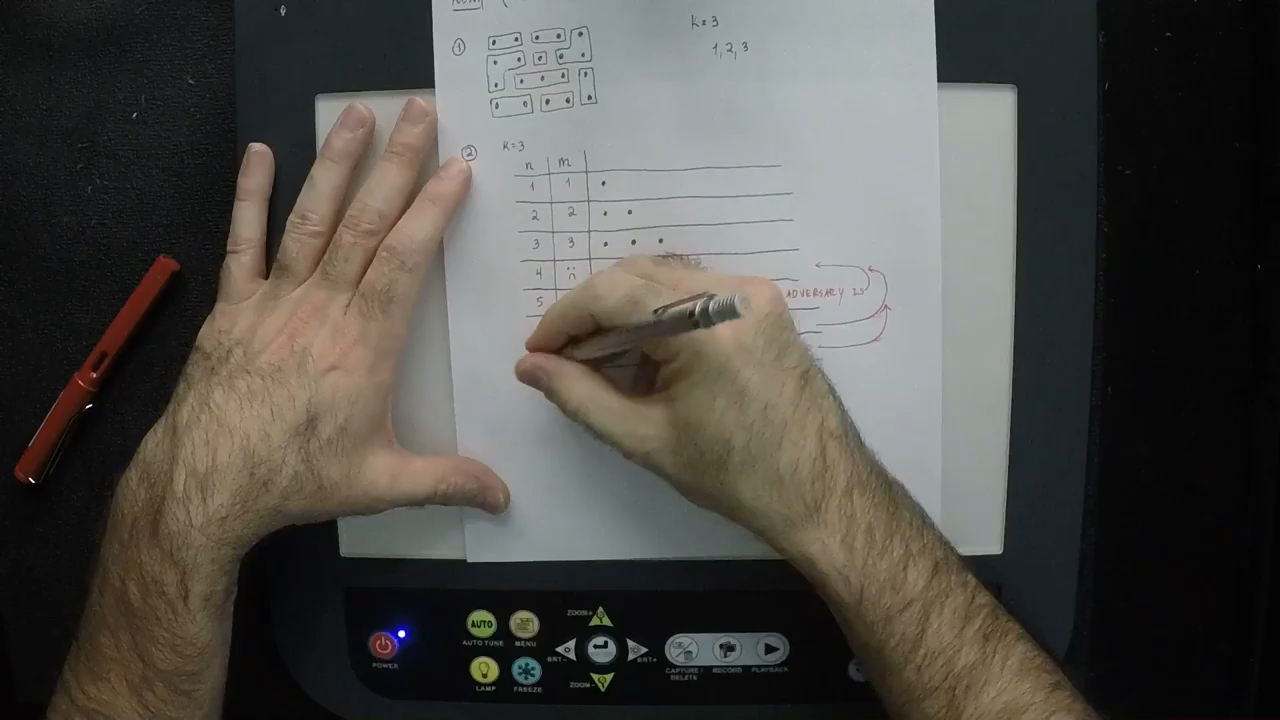 ①
K=3
1, 2, 3
② K=3
n m
1 1
2 2
3 3
4 :(
5
ADVERSARY IS
ZOOM+
AUTO
AUTO TUNE
MENU
BRT-
BRT+
CAPTURE / DELETE
RECORD
PLAYBACK
POWER
LAMP
FREEZE
ZOOM-